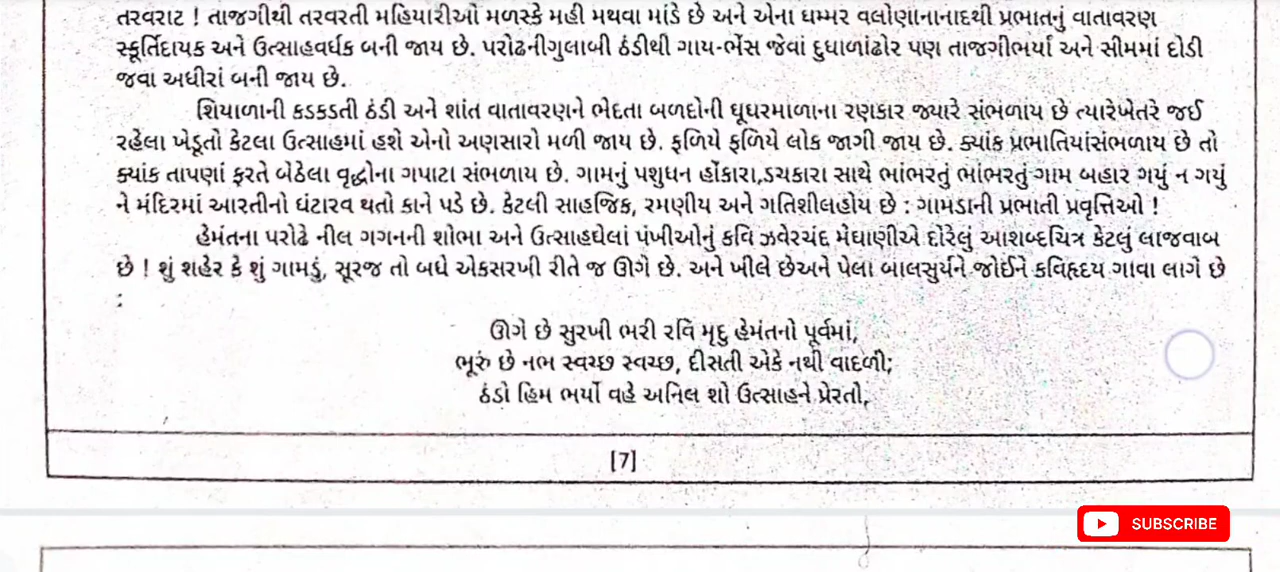 તરવરાટ ! તાજગીથી તરવરતી મહિયારીઓ મળસ્કે મહી મથવા માંડે છે અને એના ઘમ્મર વલોણાનાનાદથી પ્રભાતનું વાતાવરણ
સ્ફૂર્તિદાયક અને ઉત્સાહવર્ધક બની જાય છે. પરોઢનીગુલાબી ઠંડીથી ગાય-ભેંસ જેવાં દુધાળાંઢોર પણ તાજગીભર્યા અને સીમમાં દોડી
જવા અધીરાં બની જાય છે.
શિયાળાની કડકડતી ઠંડી અને શાંત વાતાવરણને ભેદતા બળદોની ઘૂઘરમાળાના રણકાર જયારે સંભળાય છે ત્યારેખેતરે જઈ
રહેલા ખેડૂતો કેટલા ઉત્સાહમાં હશે એનો અણસારો મળી જાય છે. ફળિયે ફળિયે લોક જાગી જાય છે. ક્યાંક પ્રભાતિયાંસંભળાય છે તો
ક્યાંક તાપણાં ફરતે બેઠેલા વૃદ્ધોના ગપાટા સંભળાય છે. ગામનું પશુધન હોંકારા,ડચકારા સાથે ભાંભરતું ભાંભરતું ગામ બહાર ગયું ન ગયું
ને મંદિરમાં આરતીનો ઘંટારવ થતો કાને પડે છે. કેટલી સાહજિક, રમણીય અને ગતિશીલહોય છે : ગામડાની પ્રભાતી પ્રવૃત્તિઓ !
હેમંતના પરોઢે નીલ ગગનની શોભા અને ઉત્સાહઘેલાં પંખીઓનું કવિ ઝવેરચંદ મેઘાણીએ દોરેલું આશબ્દચિત્ર કેટલું લાજવાબ
છે ! શું શહેર કે શું ગામડું, સૂરજ તો બધે એકસરખી રીતે જ ઊગે છે. અને ખીલે છેઅને પેલા બાલસુર્યને જોઈને કવિહૃદય ગાવા લાગે છે
:
ઊગે છે સુરખી ભરી રવિ મૃદુ હેમંતનો પૂર્વમાં,
ભૂરું છે નભ સ્વચ્છ સ્વચ્છ, દીસતી એકે નથી વાદળી;
ઠંડો હિમ ભર્યો વહે અનિલ શો ઉત્સાહને પ્રેરતો,
[7]
SUBSCRIBE